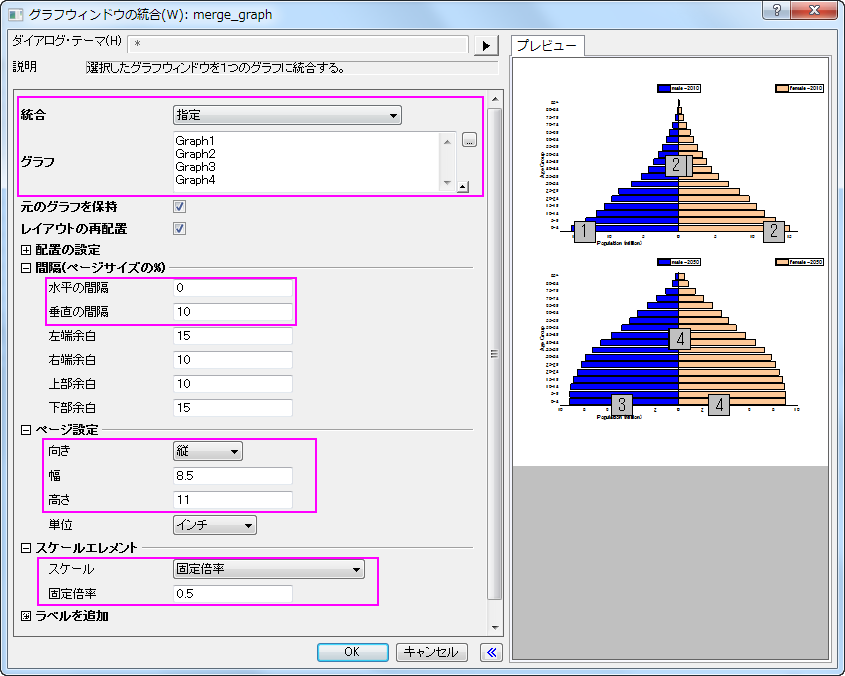 グラフウィンドウの統合(W): merge_graph
ダイアログ・テーマ(H) *
説明 選択したグラフウィンドウを1つのグラフに統合する。
統合 指定
グラフ
Graph1
Graph2
Graph3
Graph4
...
元のグラフを保持
レイアウトの再配置
配置の設定
間隔(ページサイズの%)
水平の間隔 0
垂直の間隔 10
左端余白 15
右端余白 10
上部余白 10
下部余白 15
ページ設定
向き 縦
幅 8.5
高さ 11
単位 インチ
スケールエレメント
スケール 固定倍率
固定倍率 0.5
ラベルを追加
OK キャンセル
プレビュー
male - 2010 Female - 2010
Age Group
2
1 2
Population (million)
male - 2050 Female - 2050
Age Group
4
3 4
Population (million)